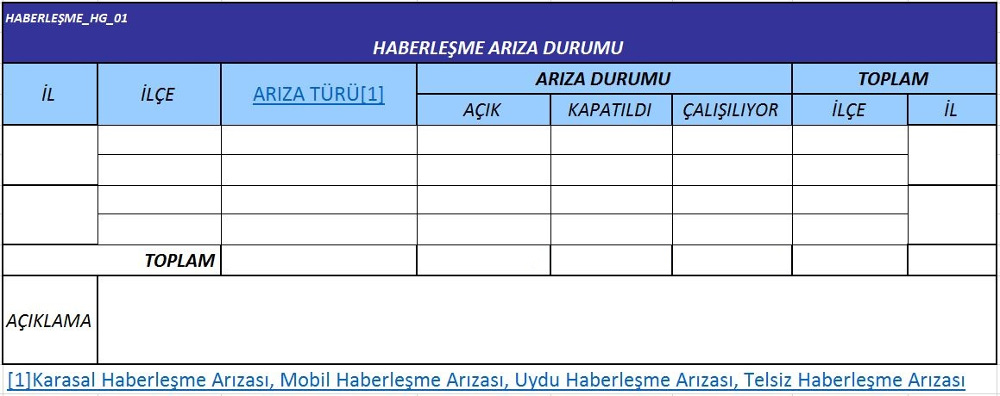 HABERLEŞME_HG_01
HABERLEŞME ARIZA DURUMU
İL İLÇE ARIZA TÜRÜ[1] ARIZA DURUMU TOPLAM
AÇIK KAPATILDI ÇALIŞILIYOR İLÇE İL
TOPLAM
AÇIKLAMA
[1]Karasal Haberleşme Arızası, Mobil Haberleşme Arızası, Uydu Haberleşme Arızası, Telsiz Haberleşme Arızası